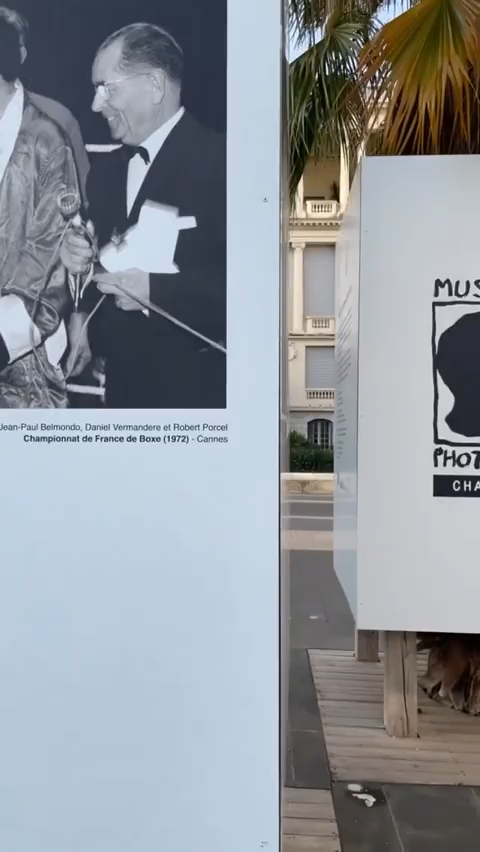 Jean-Paul Belmondo, Daniel Vermandere et Robert Porcel
Championnat de France de Boxe (1972) - Cannes
MUS
PHOT
CHA